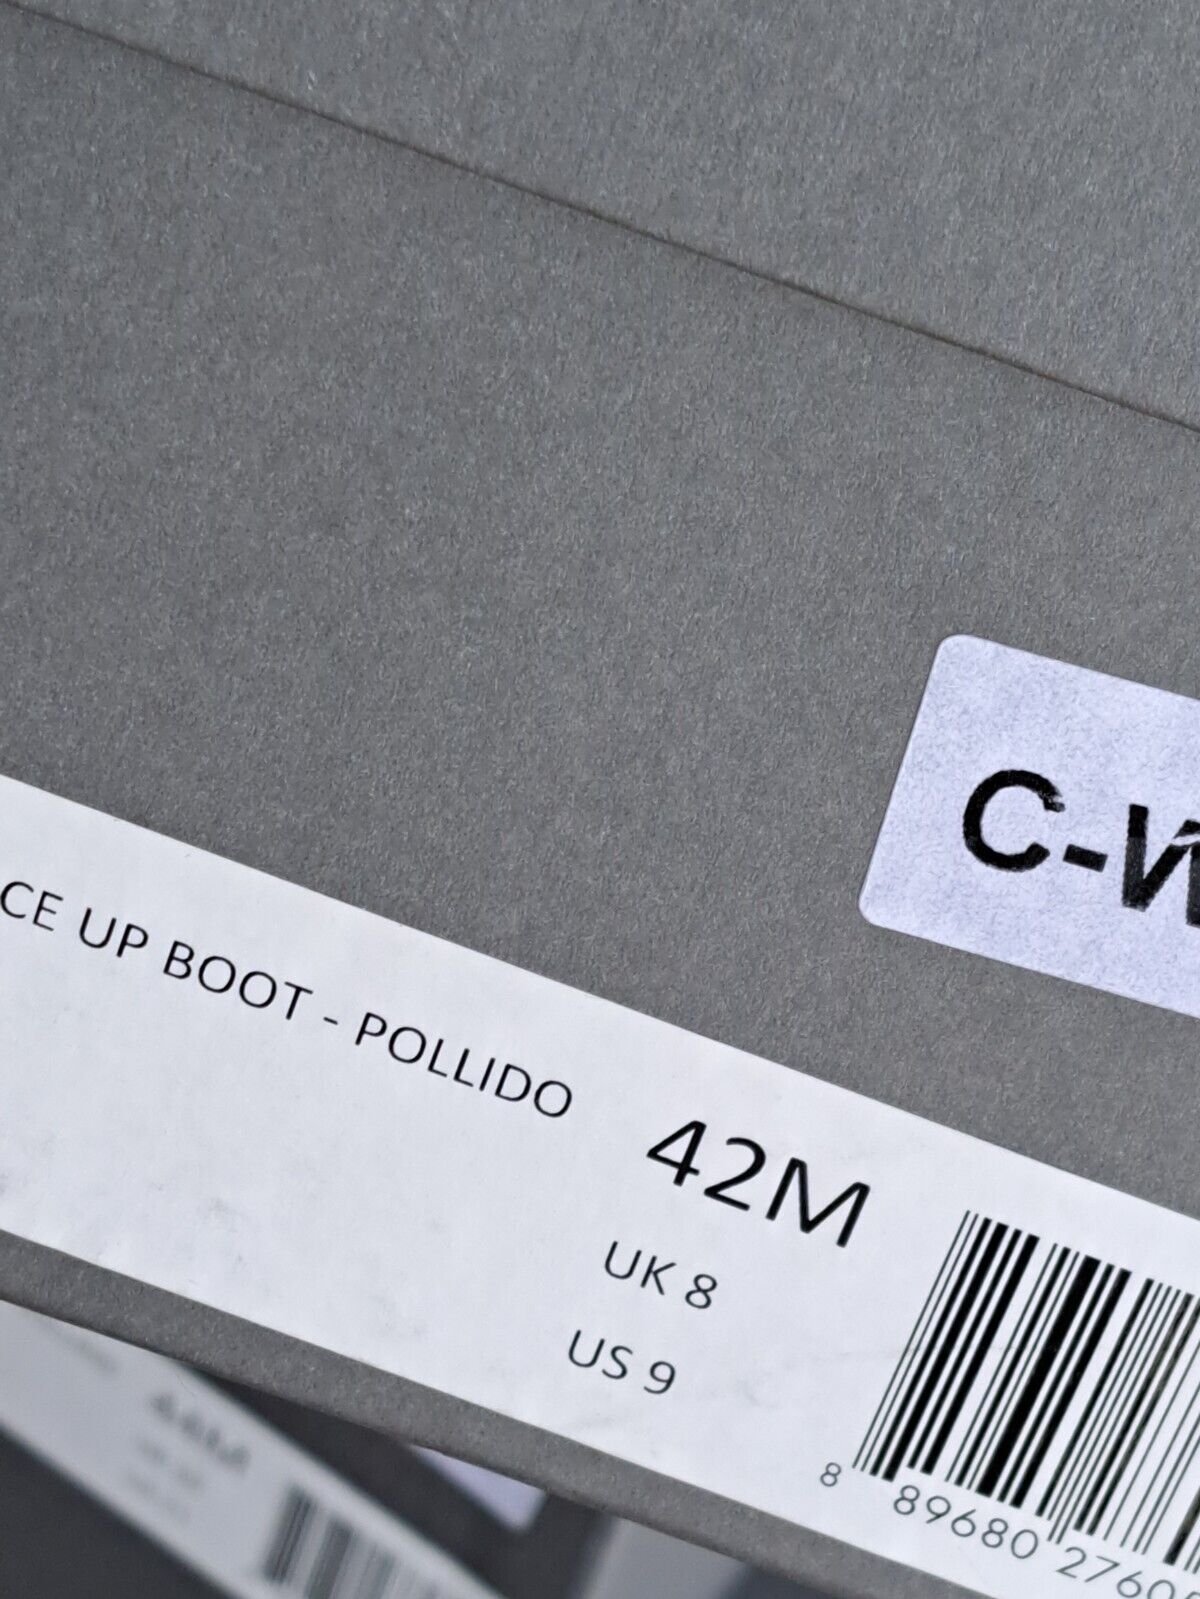 C-W
CE UP BOOT - POLLIDO
42M
UK 8
US 9
8 89680 2760